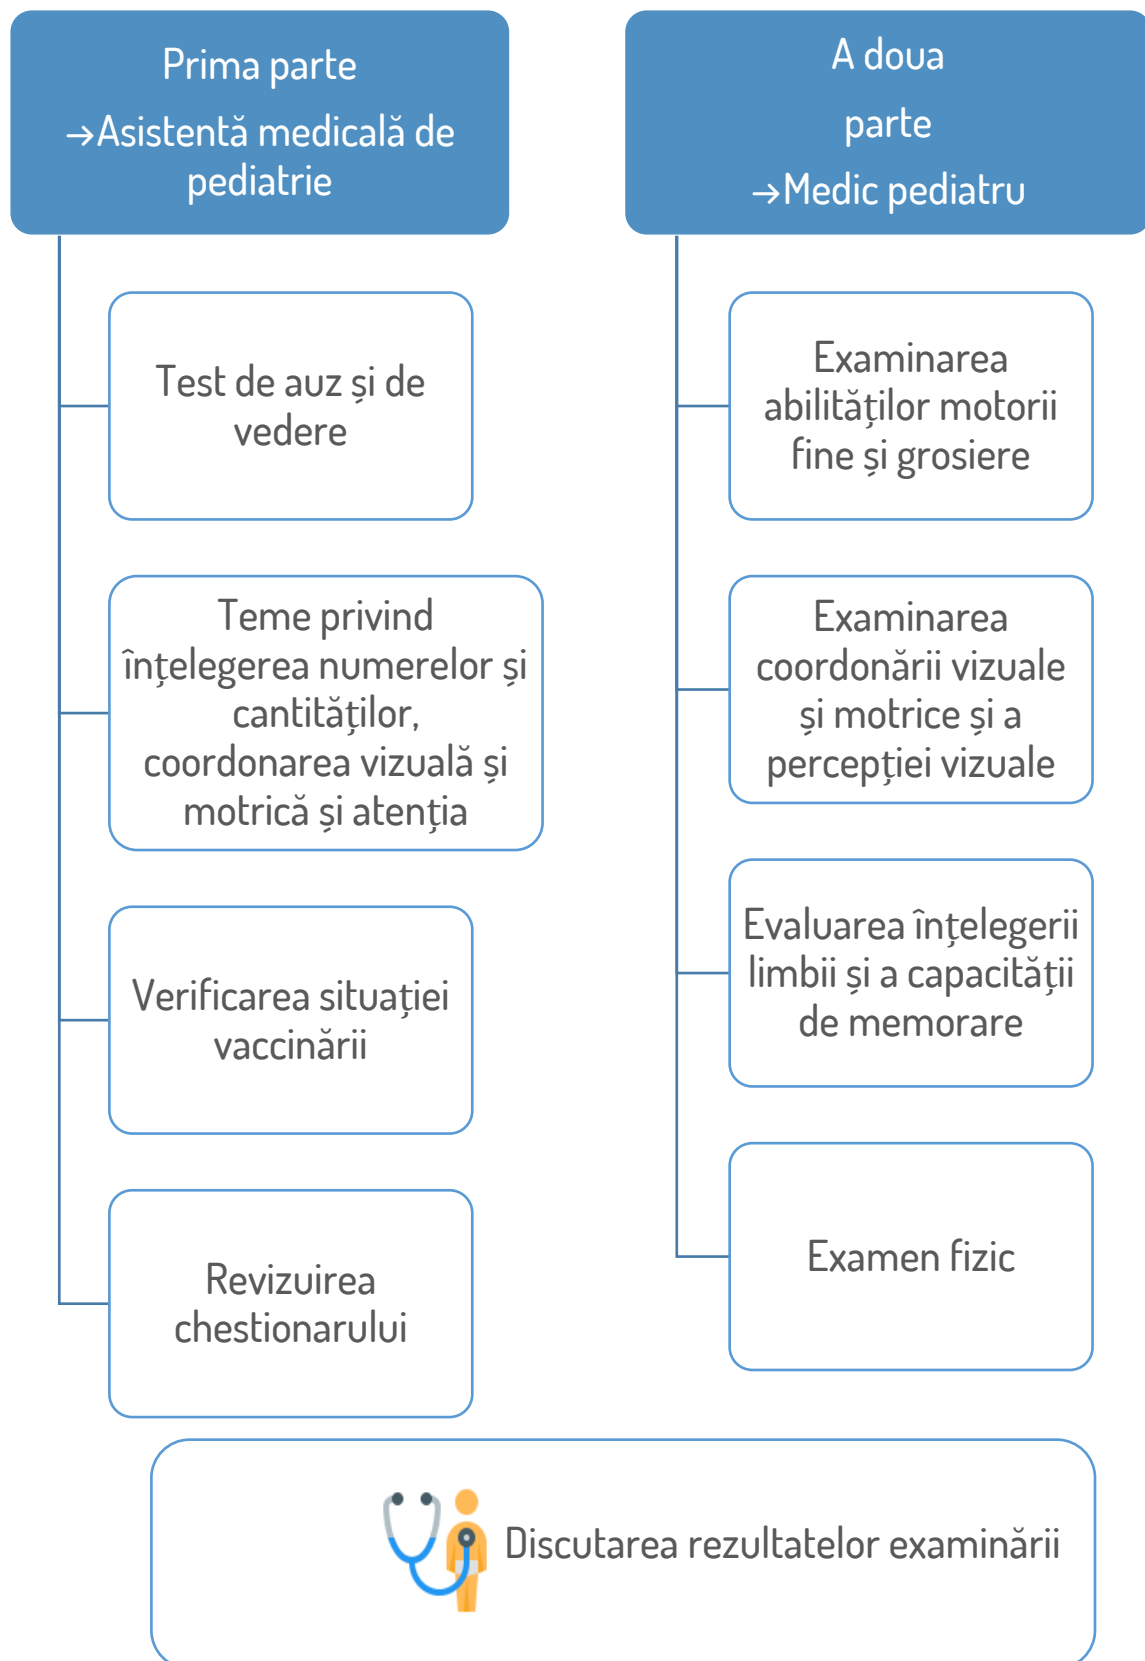 Prima parte
→Asistentă medicală de
pediatrie
Test de auz și de
vedere
Teme privind
înțelegerea numerelor și
cantităților,
coordonarea vizuală și
motrică și atenția
Verificarea situației
vaccinării
Revizuirea
chestionarului
A doua
parte
→Medic pediatru
Examinarea
abilităților motorii
fine și grosiere
Examinarea
coordonării vizuale
și motrice și a
percepției vizuale
Evaluarea înțelegerii
limbii și a capacității
de memorare
Examen fizic
Discutarea rezultatelor examinării